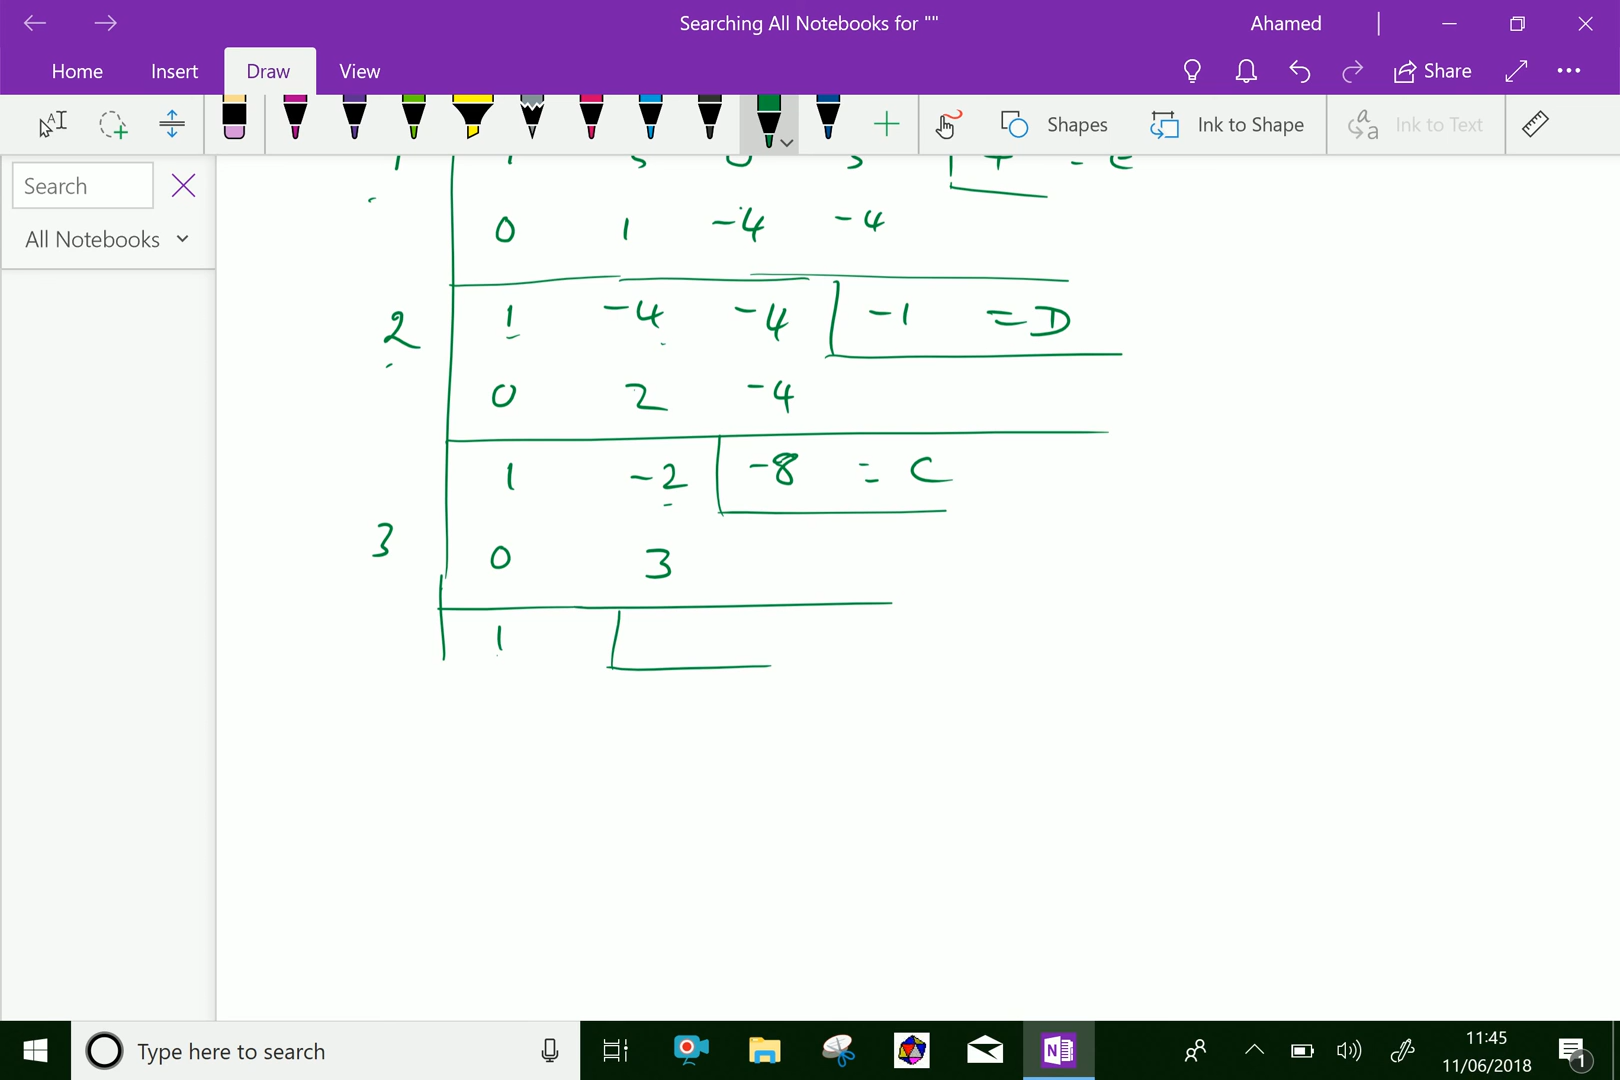 Searching All Notebooks for ""
Ahamed
Home Insert Draw View
Share
Shapes
Ink to Shape
Ink to Text
Search
All Notebooks
0 1 -4 -4
2 1 -4 -4 -1 = D
0 2 -4
1 -2 -8 = C
3 0 3
1
Type here to search
11:45
11/06/2018
1